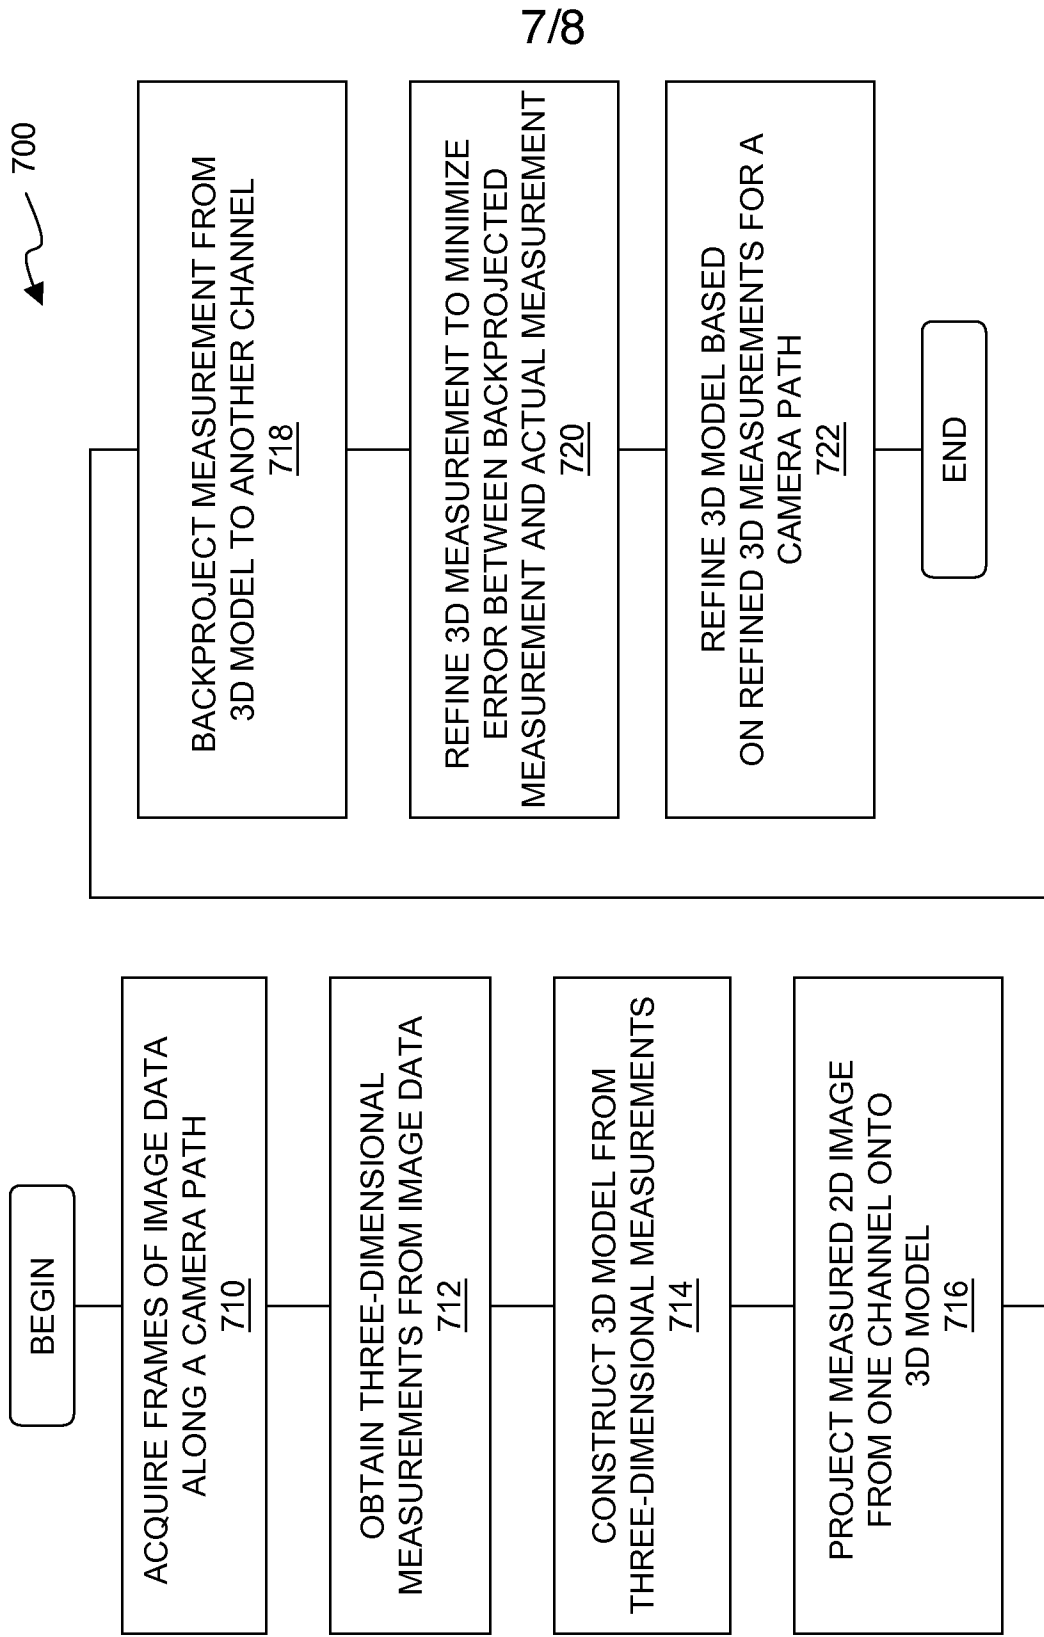 7/8
700
BEGIN
ACQUIRE FRAMES OF IMAGE DATA
ALONG A CAMERA PATH
710
OBTAIN THREE-DIMENSIONAL
MEASUREMENTS FROM IMAGE DATA
712
CONSTRUCT 3D MODEL FROM
THREE-DIMENSIONAL MEASUREMENTS
714
PROJECT MEASURED 2D IMAGE
FROM ONE CHANNEL ONTO
3D MODEL
716
BACKPROJECT MEASUREMENT FROM
3D MODEL TO ANOTHER CHANNEL
718
REFINE 3D MEASUREMENT TO MINIMIZE
ERROR BETWEEN BACKPROJECTED
MEASUREMENT AND ACTUAL MEASUREMENT
720
REFINE 3D MODEL BASED
ON REFINED 3D MEASUREMENTS FOR A
CAMERA PATH
722
END